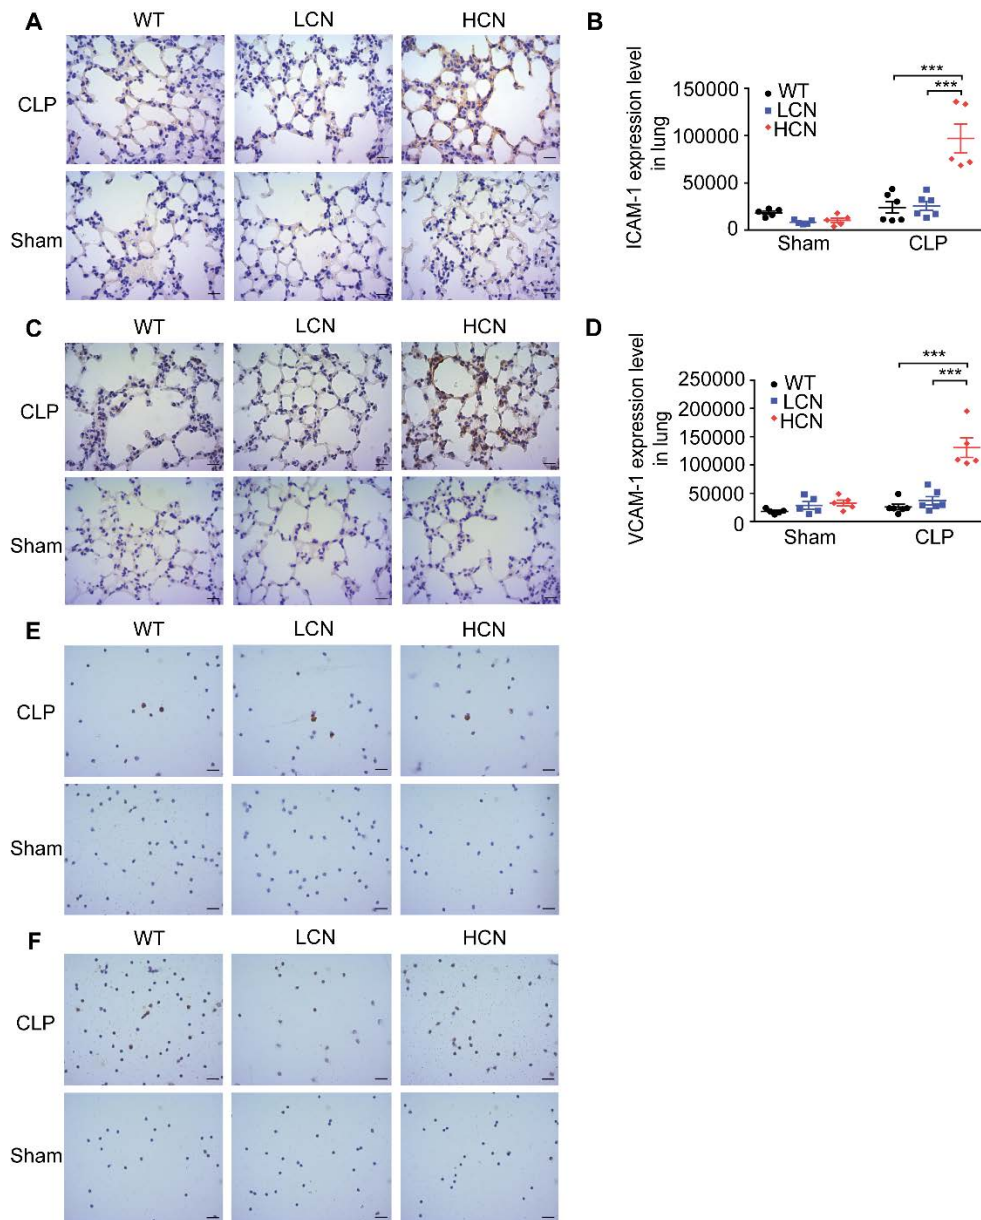 A
WT
LCN
HCN
CLP
Sham
B
ICAM-1 expression level
in lung
150000
100000
50000
0
WT
LCN
HCN
***
***
Sham
CLP
C
WT
LCN
HCN
CLP
Sham
D
VCAM-1 expression level
in lung
250000
200000
150000
100000
50000
0
WT
LCN
HCN
***
***
Sham
CLP
E
WT
LCN
HCN
CLP
Sham
F
WT
LCN
HCN
CLP
Sham